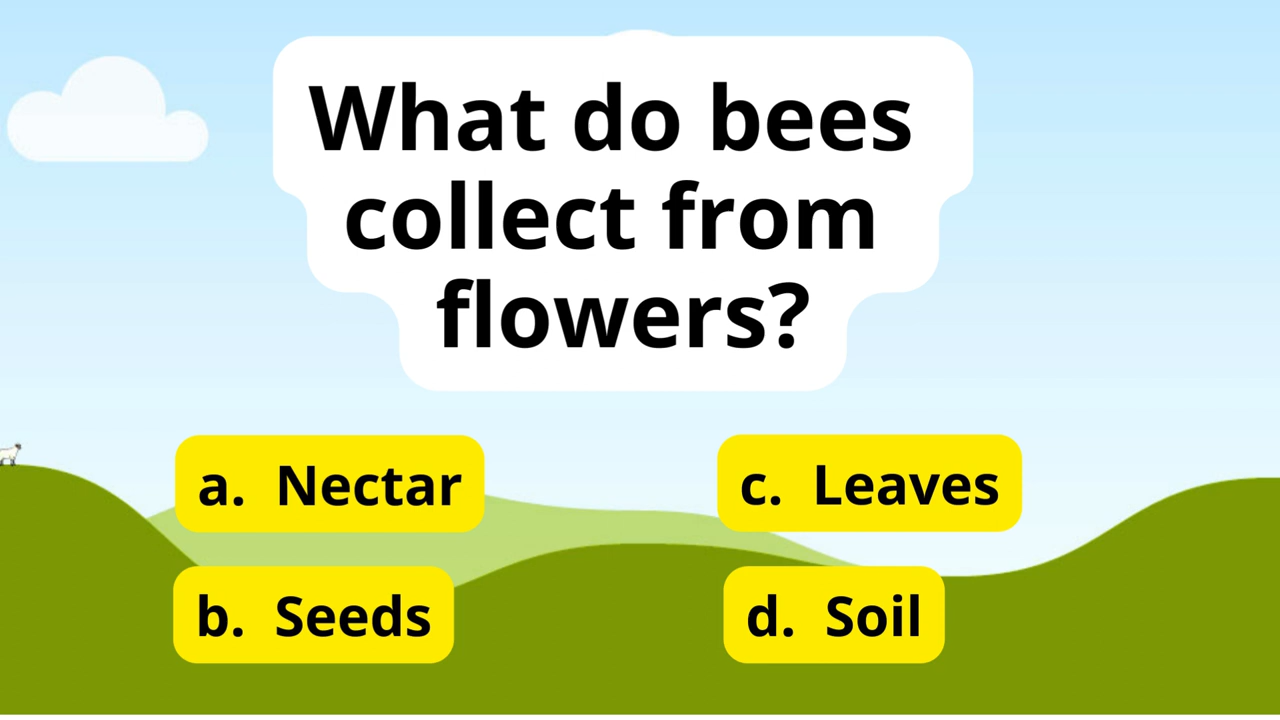 What do bees
collect from
flowers?
a. Nectar
b. Seeds
c. Leaves
d. Soil